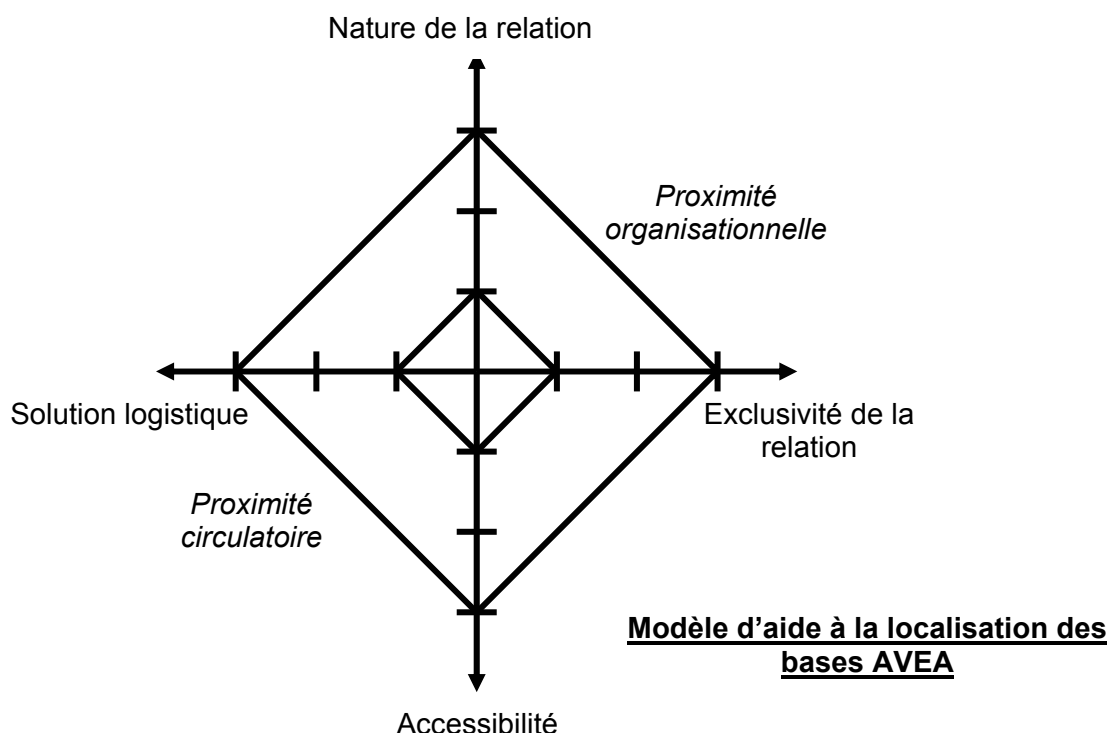 Nature de la relation
Proximité
organisationnelle
Solution logistique
Exclusivité de la
relation
Proximité
circulatoire
Modèle d'aide à la localisation des
bases AVEA
Accessibilité